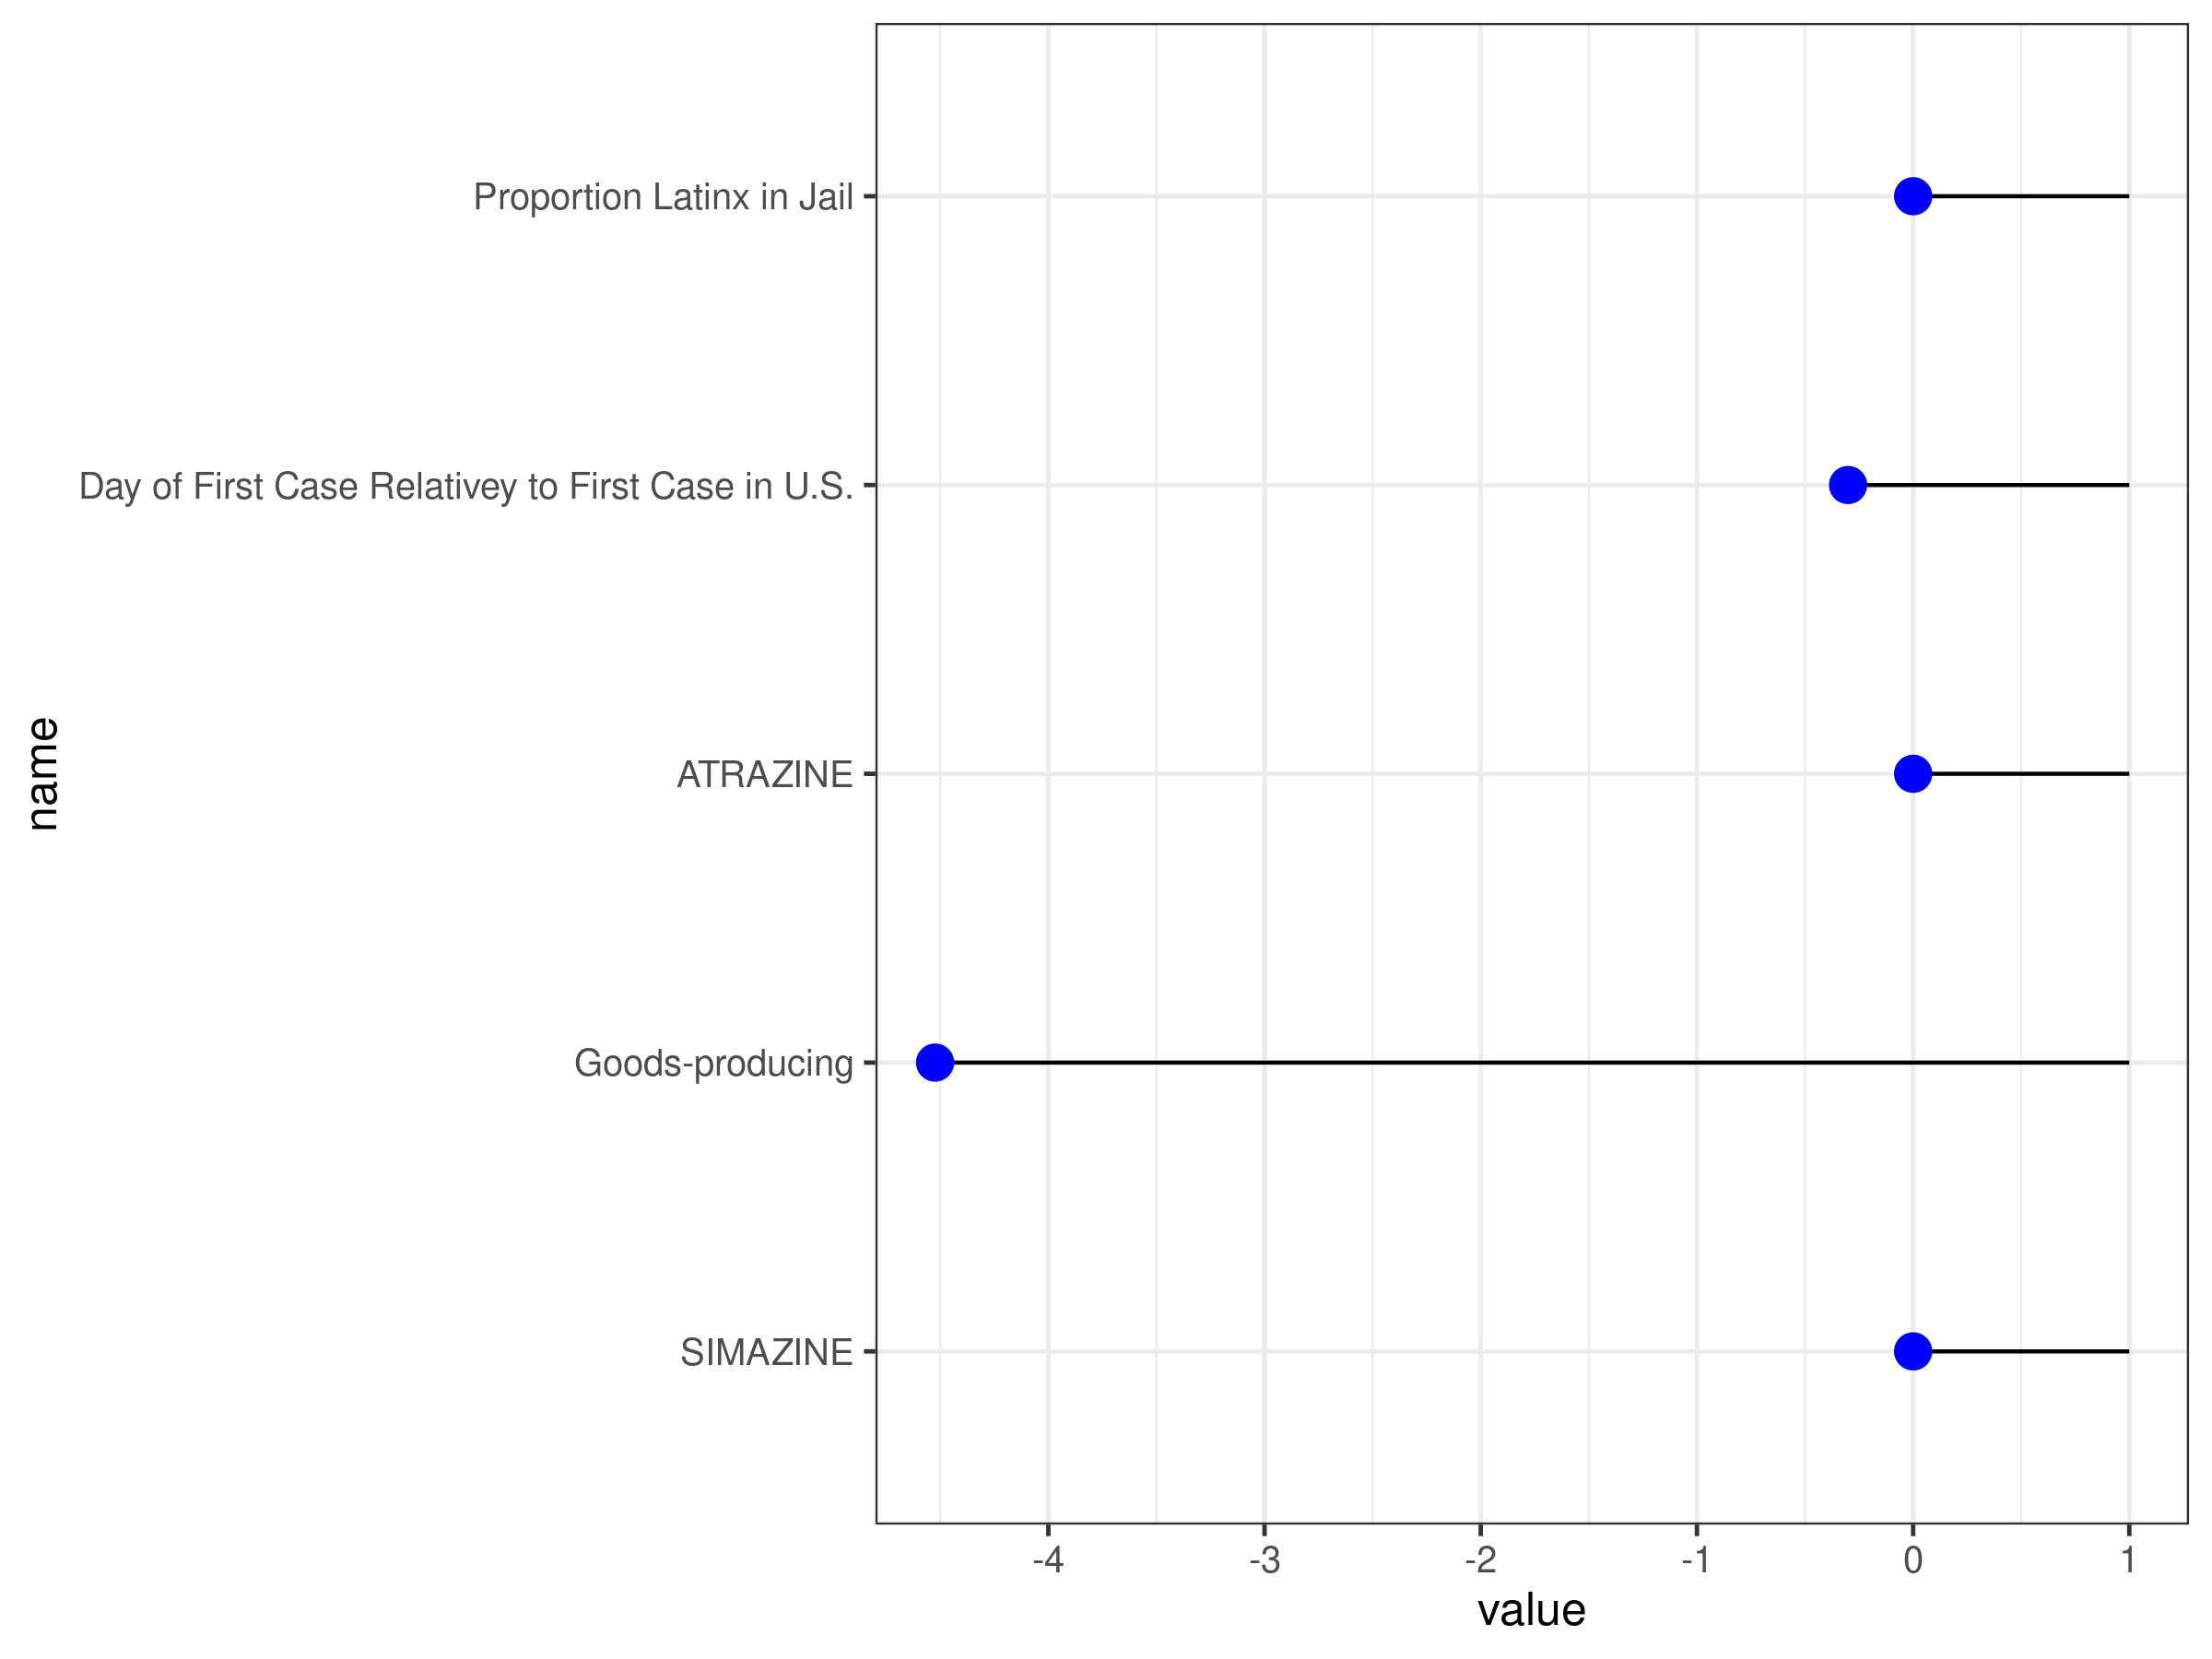 Proportion Latinx in Jail
Day of First Case Relativey to First Case in U.S.
ATRAZINE
Goods-producing
SIMAZINE
name
-4 -3 -2 -1 0 1
value